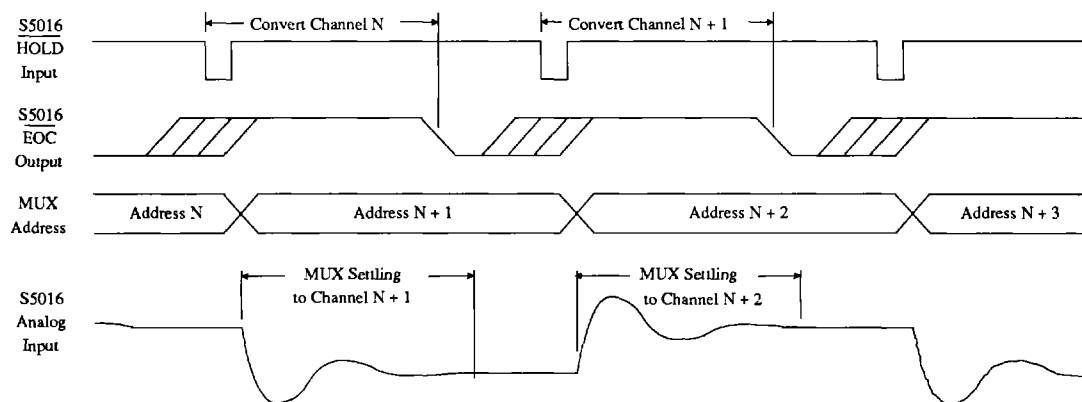 S5016
HOLD
Input
Convert Channel N
Convert Channel N + 1
S5016
EOC
Output
MUX
Address
Address N
Address N + 1
Address N + 2
Address N + 3
S5016
Analog
Input
MUX Settling
to Channel N + 1
MUX Settling
to Channel N + 2